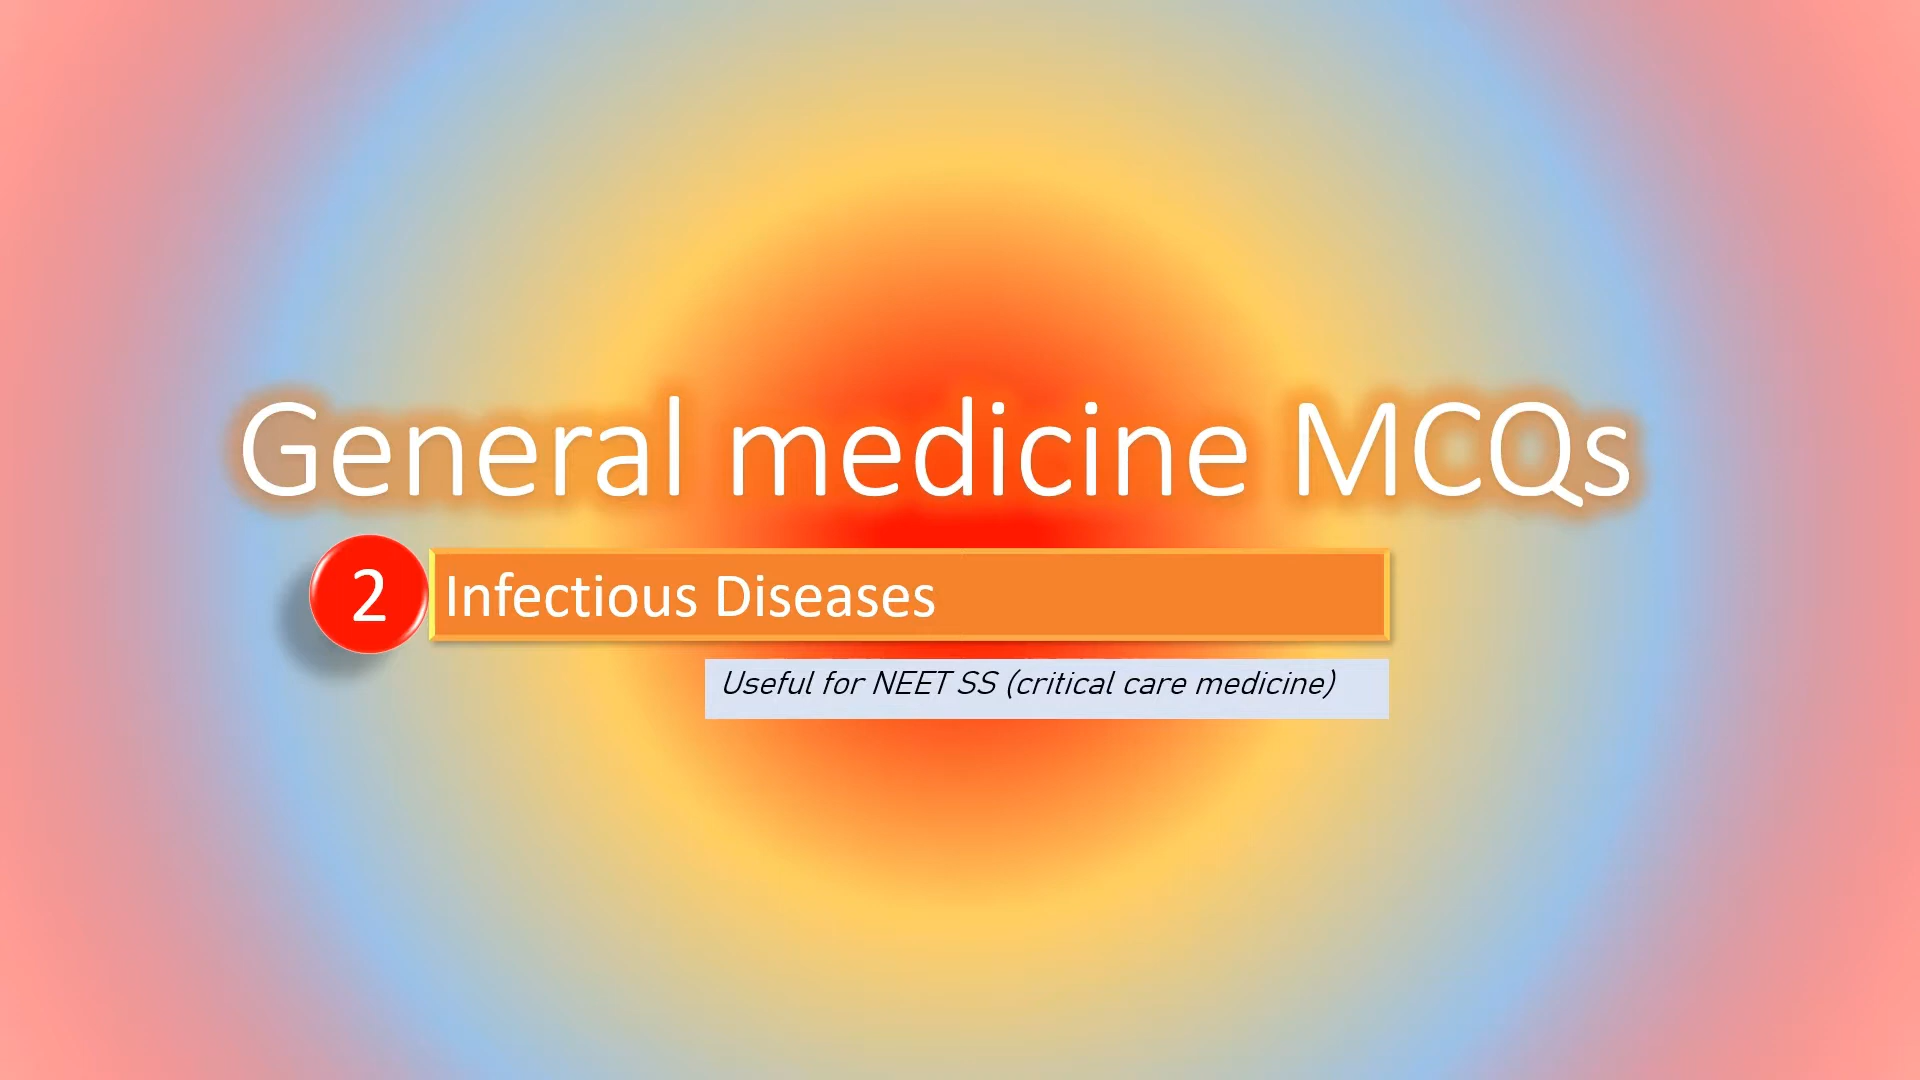 General medicine MCQs
2 Infectious Diseases
Useful for NEET SS (critical care medicine)